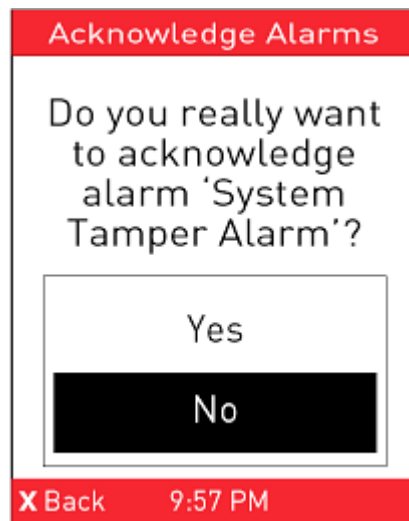 Acknowledge Alarms
Do you really want
to acknowledge
alarm ‘System
Tamper Alarm’?
Yes
No
X Back 9:57 PM